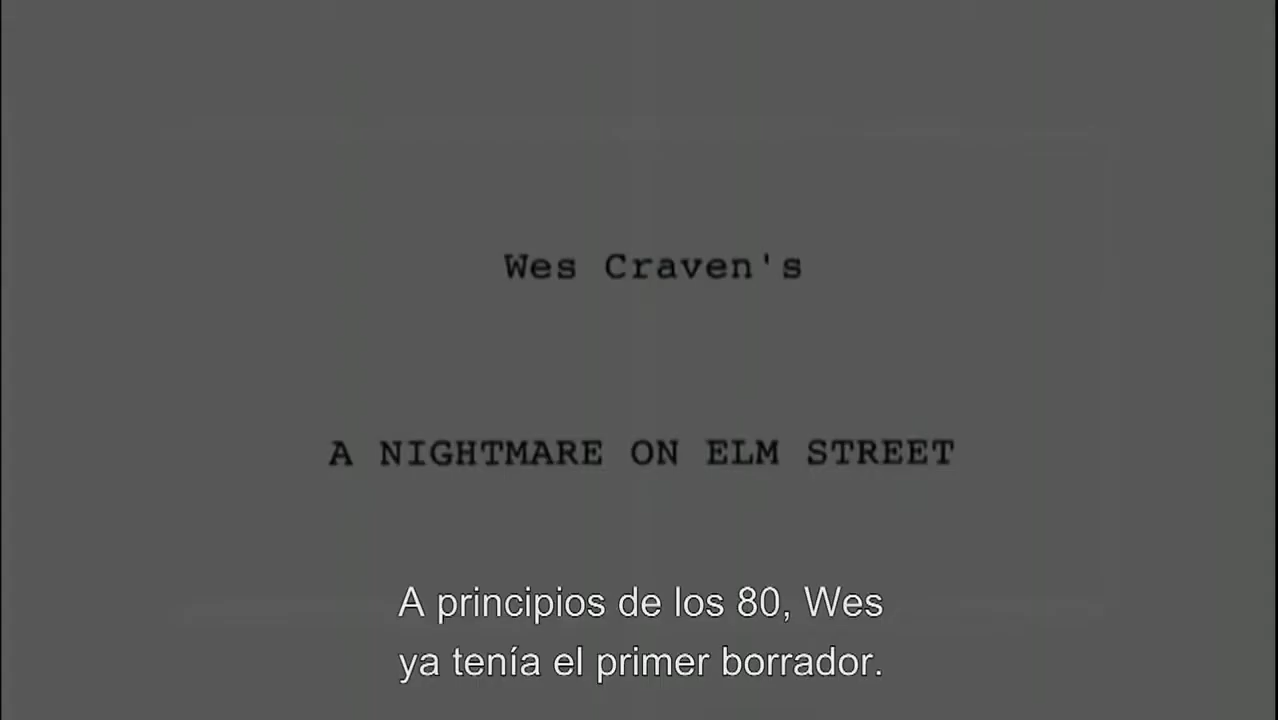 Wes Craven's
A NIGHTMARE ON ELM STREET
A principios de los 80, Wes
ya tenía el primer borrador.